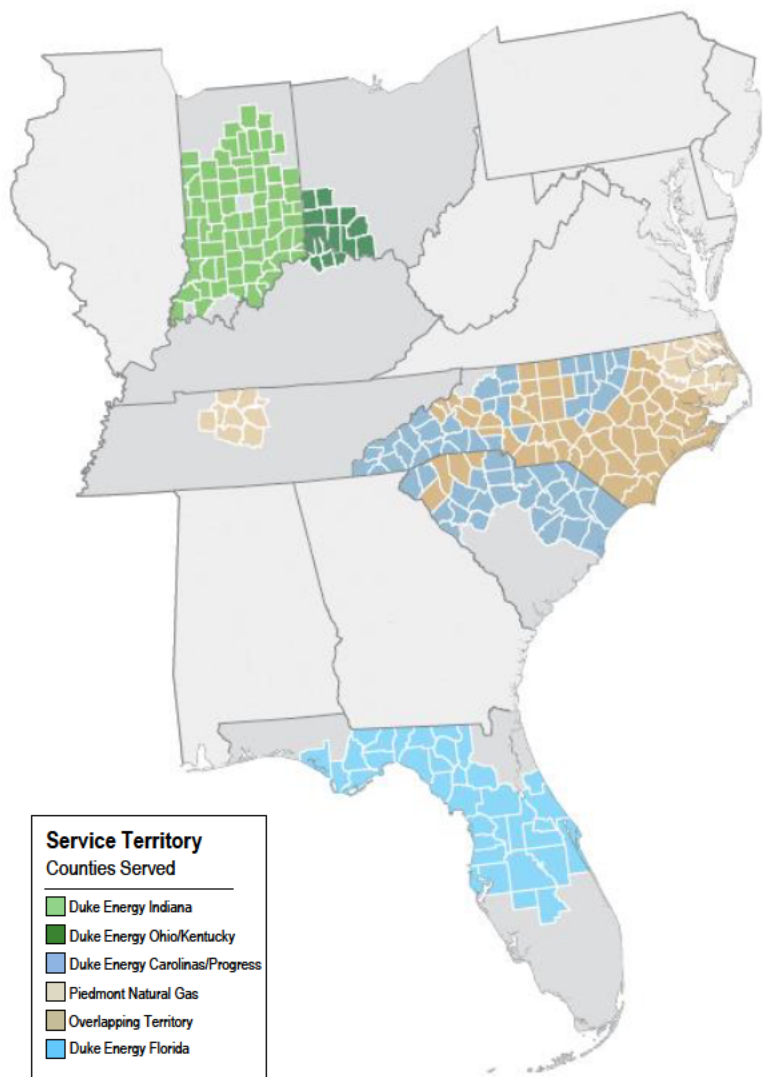 Service Territory
Counties Served
Duke Energy Indiana
Duke Energy Ohio/Kentucky
Duke Energy Carolinas/Progress
Piedmont Natural Gas
Overlapping Territory
Duke Energy Florida